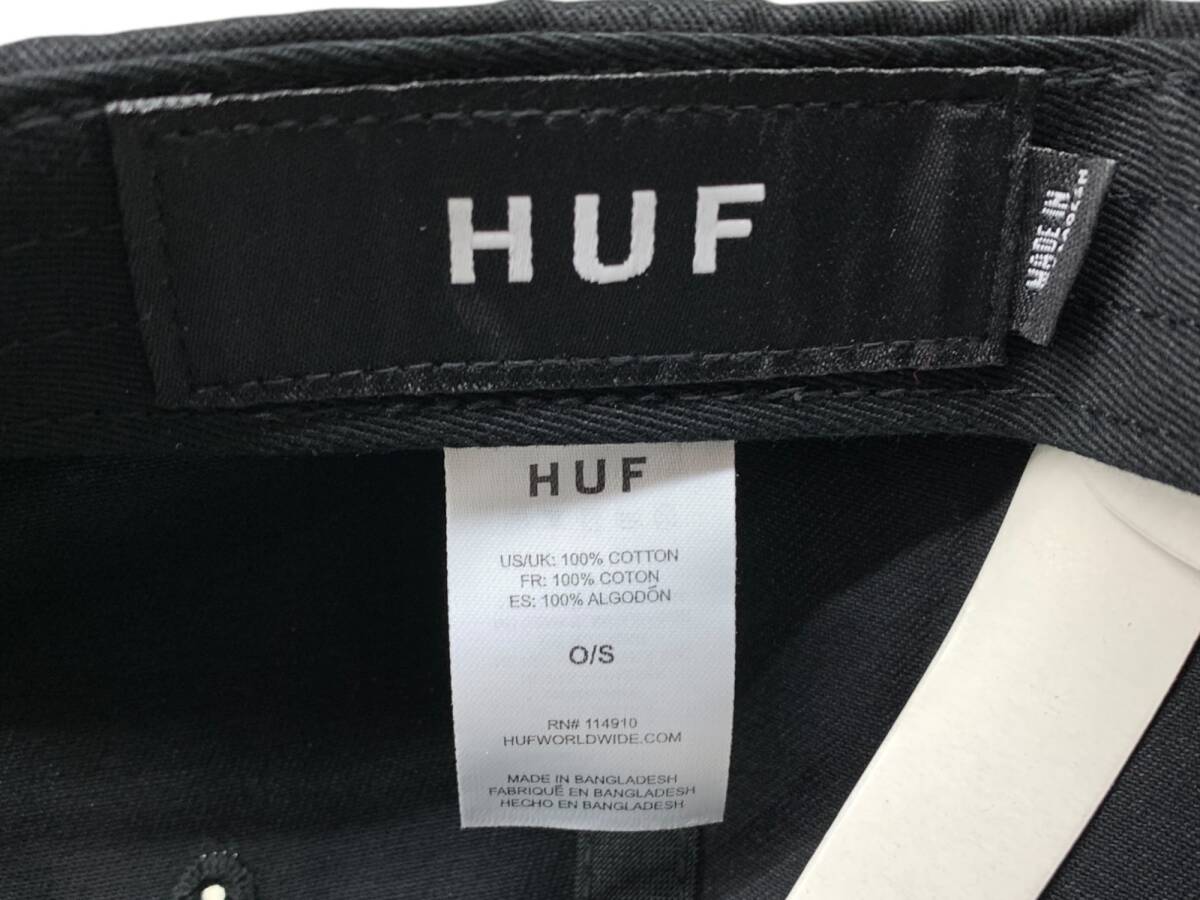 HUF
MADE IN
HUF
US/UK: 100% COTTON
FR: 100% COTON
ES: 100% ALGODÓN
O/S
RN# 114910
HUFWORLDWIDE.COM
MADE IN BANGLADESH
FABRIQUÉ EN BANGLADESH
HECHO EN BANGLADESH